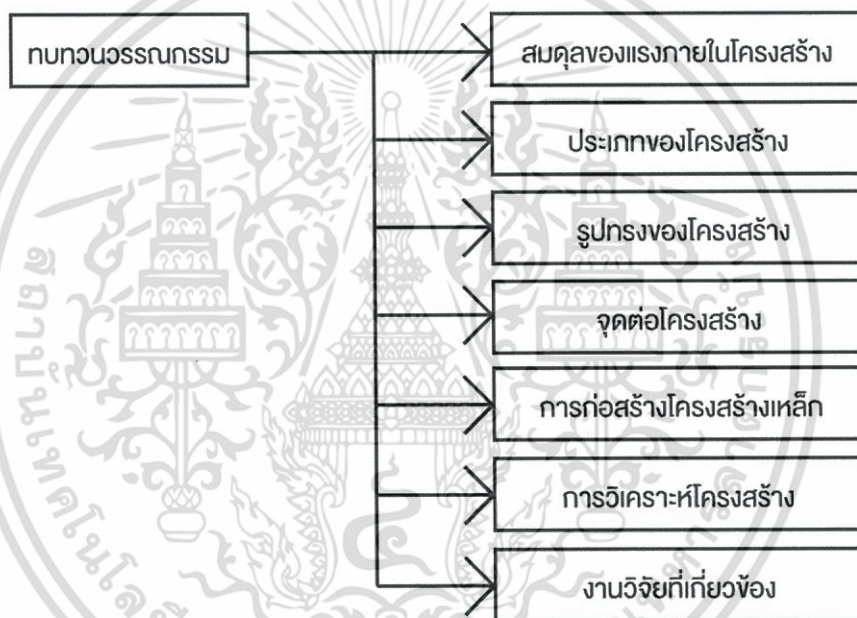 ทบทวนวรรณกรรม
สมดุลของแรงภายในโครงสร้าง
ประเภทของโครงสร้าง
รูปทรงของโครงสร้าง
จุดต่อโครงสร้าง
การก่อสร้างโครงสร้างเหล็ก
การวิเคราะห์โครงสร้าง
งานวิจัยที่เกี่ยวข้อง